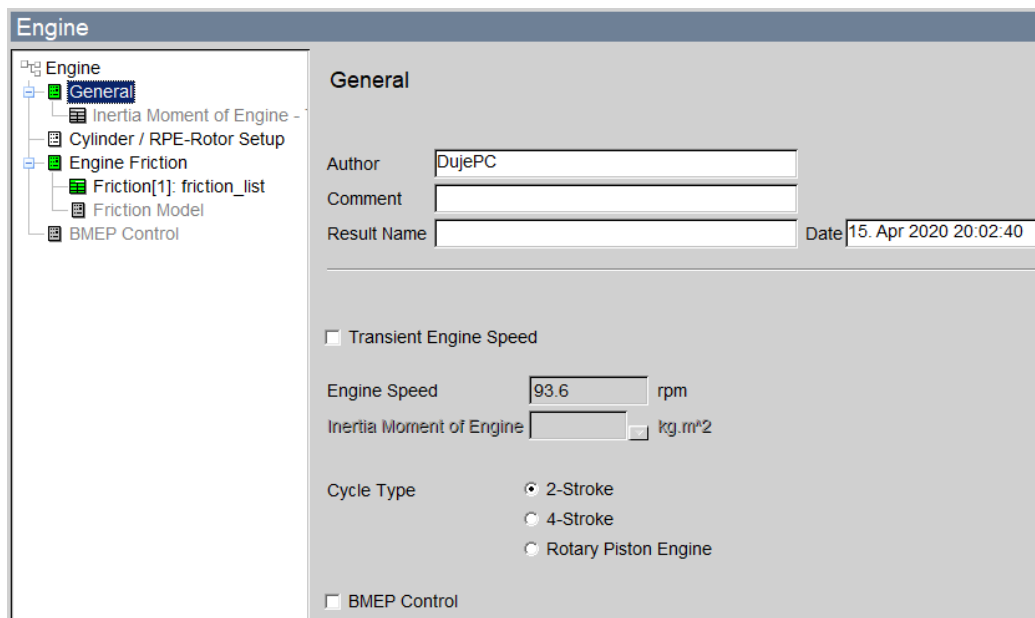 Engine
Engine
General
Inertia Moment of Engine -
Cylinder / RPE-Rotor Setup
Engine Friction
Friction[1]: friction_list
Friction Model
BMEP Control
General
Author DujePC
Comment
Result Name Date 15. Apr 2020 20:02:40
Transient Engine Speed
Engine Speed 93.6 rpm
Inertia Moment of Engine kg.m^2
Cycle Type 2-Stroke
4-Stroke
Rotary Piston Engine
BMEP Control